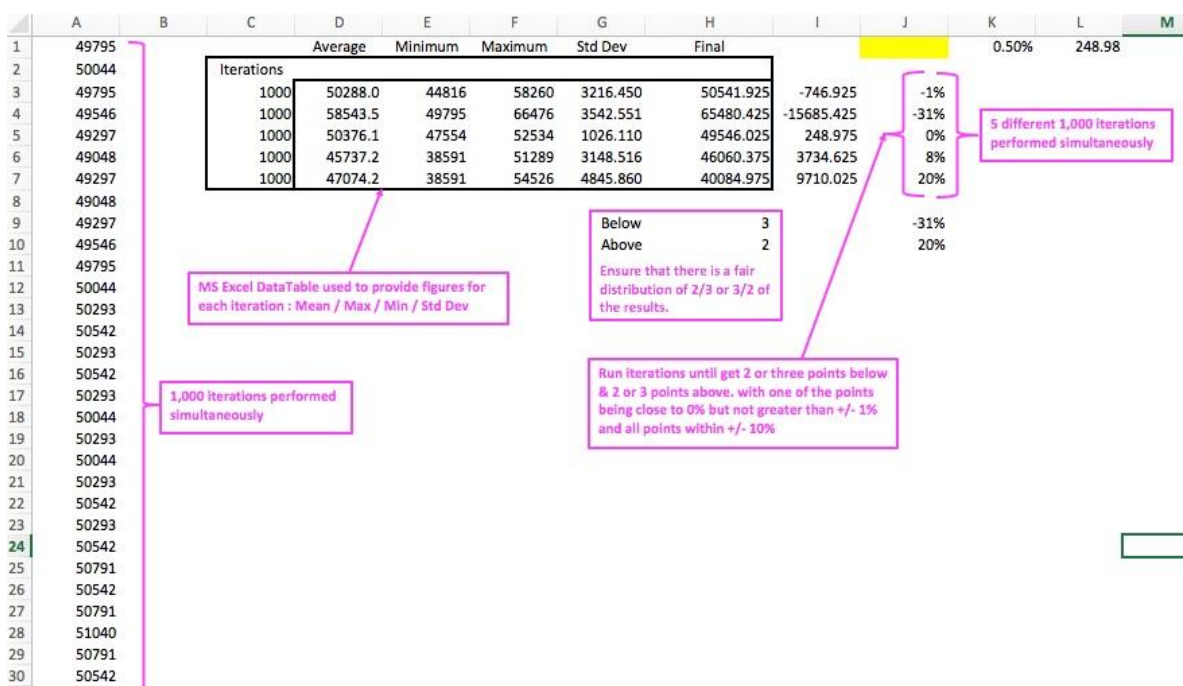 A B C D E F G H I J K L M
1 49795 Average Minimum Maximum Std Dev Final 0.50% 248.98
2 50044 Iterations
3 49795 1000 50288.0 44816 58260 3216.450 50541.925 -746.925 -1%
4 49546 1000 58543.5 49795 66476 3542.551 65480.425 -15685.425 -31%
5 49297 1000 50376.1 47554 52534 1026.110 49546.025 248.975 0%
6 49048 1000 45737.2 38591 51289 3148.516 46060.375 3734.625 8%
7 49297 1000 47074.2 38591 54526 4845.860 40084.975 9710.025 20%
5 different 1,000 iterations
performed simultaneously
8 49048
9 49297 Below 3 -31%
10 49546 Above 2 20%
11 49795
Ensure that there is a fair
distribution of 2/3 or 3/2 of
the results.
12 50044
MS Excel DataTable used to provide figures for
each iteration : Mean / Max / Min / Std Dev
13 50293
14 50542
15 50293
16 50542
Run iterations until get 2 or three points below
& 2 or 3 points above. with one of the points
being close to 0% but not greater than +/- 1%
and all points within +/- 10%
17 50293
1,000 iterations performed
simultaneously
18 50044
19 50293
20 50044
21 50293
22 50542
23 50293
24 50542
25 50791
26 50542
27 50791
28 51040
29 50791
30 50542